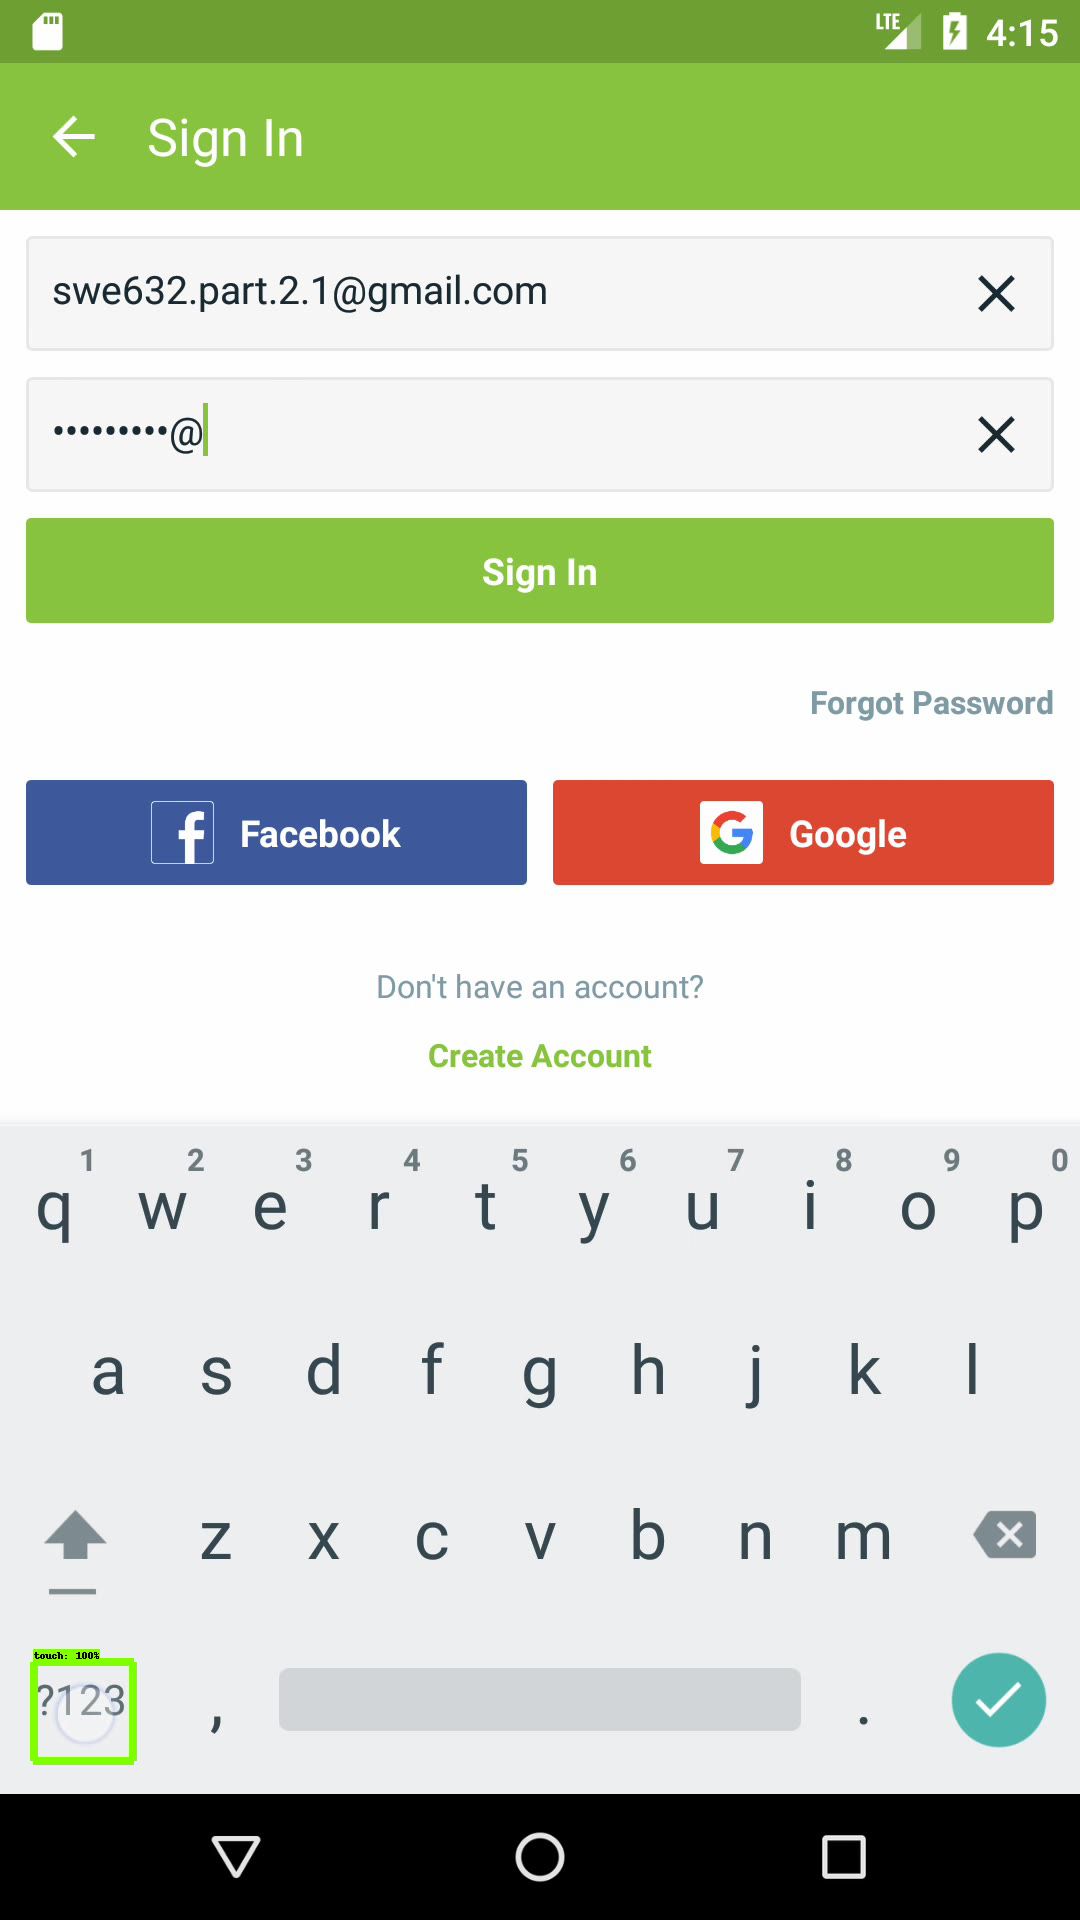 LTE 4:15
Sign In
swe632.part.2.1@gmail.com
•••••••••@
Sign In
Forgot Password
Facebook
Google
Don't have an account?
Create Account
1 2 3 4 5 6 7 8 9 0
q w e r t y u i o p
a s d f g h j k l
z x c v b n m
touch: 100%
?123 , .